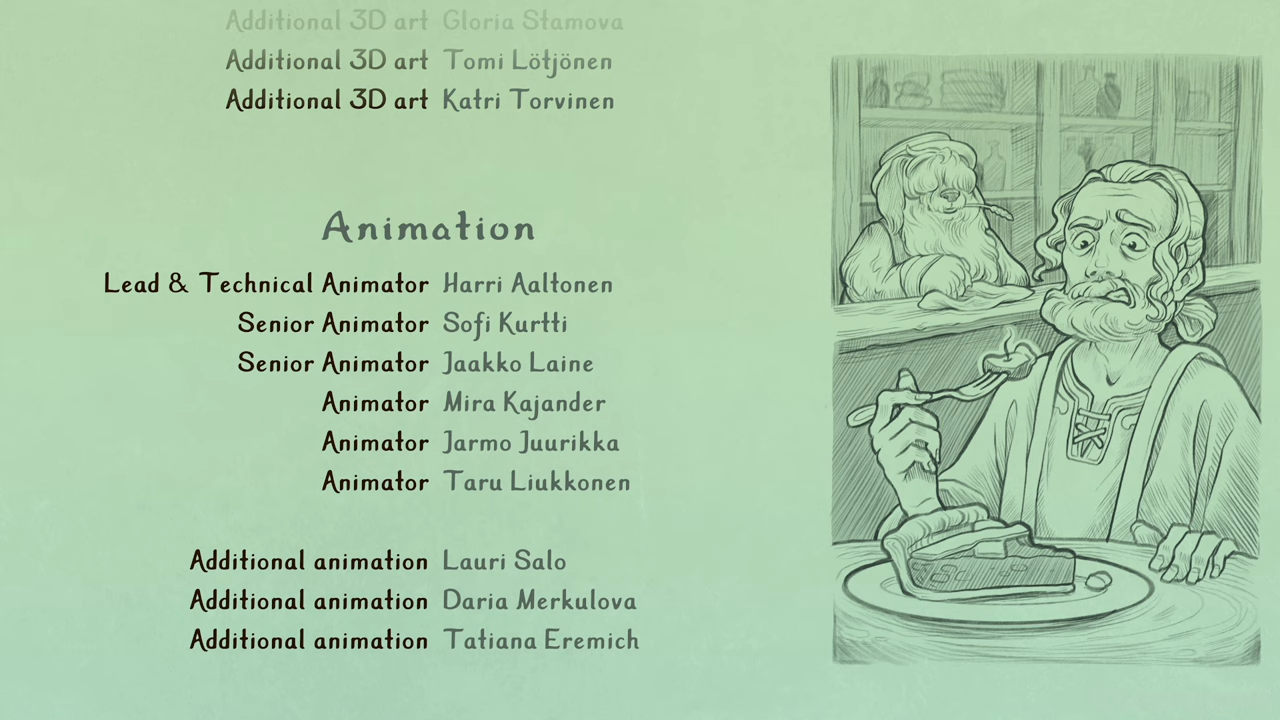 Additional 3D art Gloria Stamova
Additional 3D art Tomi Lötjönen
Additional 3D art Katri Torvinen
Animation
Lead & Technical Animator Harri Aaltonen
Senior Animator Sofi Kurtti
Senior Animator Jaakko Laine
Animator Mira Kajander
Animator Jarmo Juurikka
Animator Taru Liukkonen
Additional animation Lauri Salo
Additional animation Daria Merkulova
Additional animation Tatiana Eremich